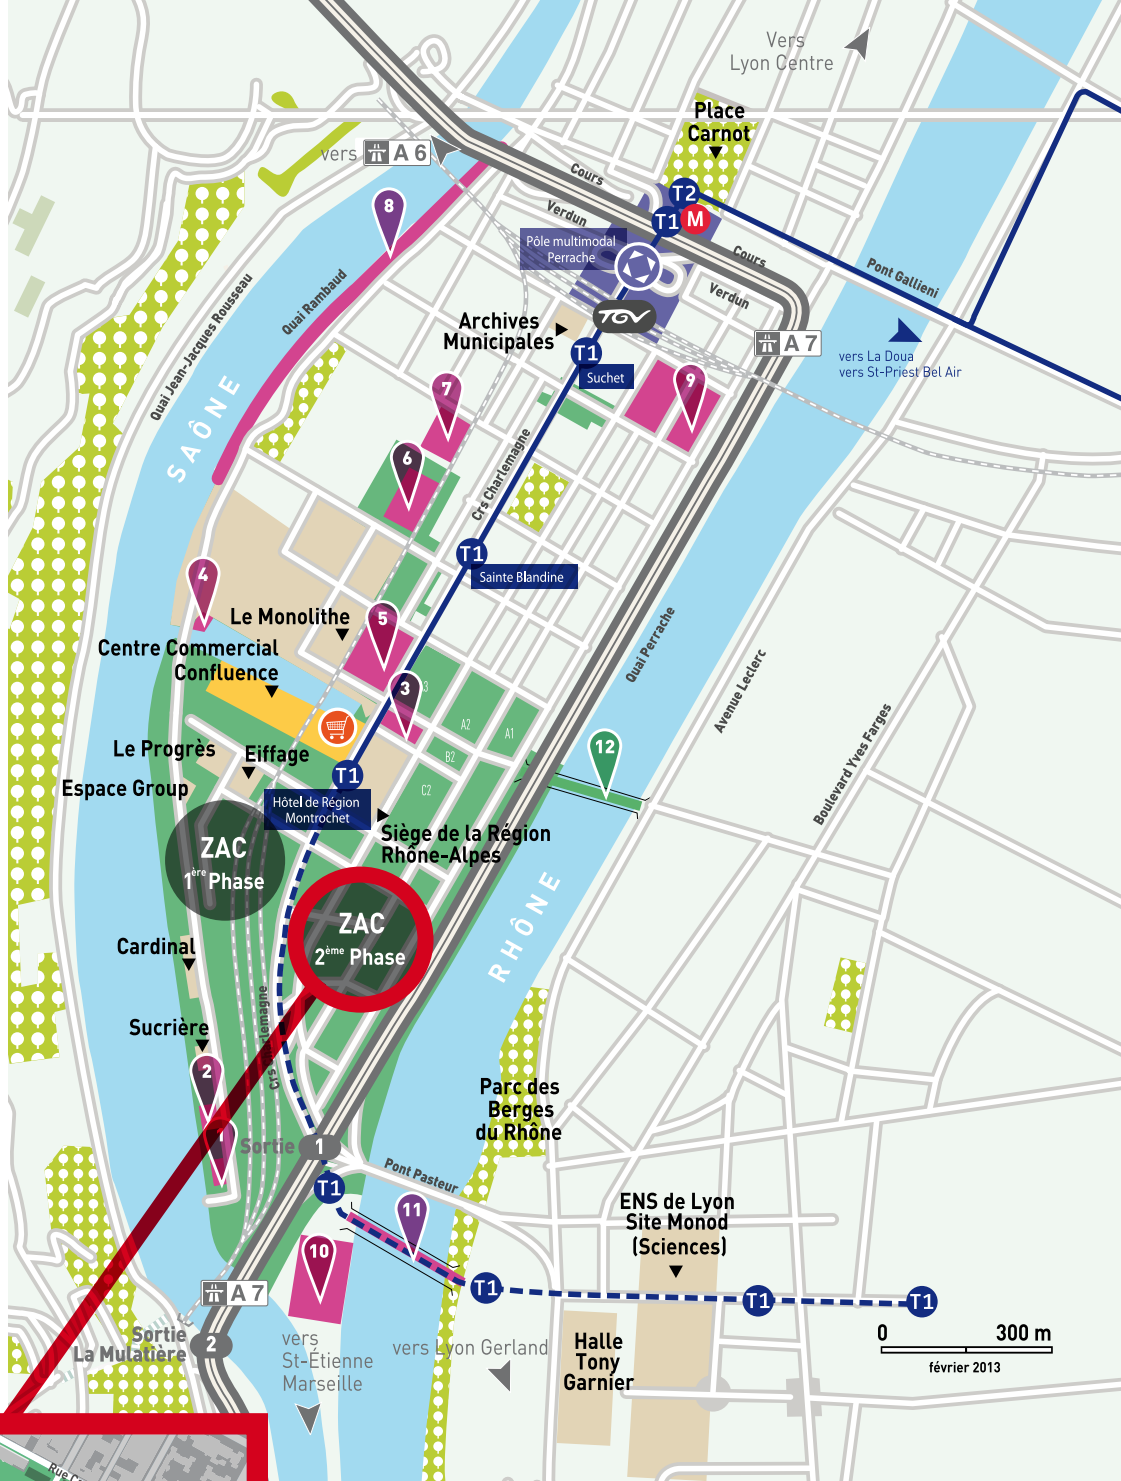 Vers
Lyon Centre
Place
Carnot
vers A 6
8
Cours
Verdun
T2
T1 M
Pôle multimodal
Perrache
Cours
Verdun
Pont Gallieni
TGV
A 7
vers La Doua
vers St-Priest Bel Air
Quai Jean-Jacques Rousseau
Quai Rambaud
SAÔNE
Archives
Municipales
T1
Suchet
7
9
6
Crs Charlemagne
T1
Sainte Blandine
4
Le Monolithe
5
Centre Commercial
Confluence
3
3
A2
A1
B2
C2
Quai Perrache
Avenue Leclerc
Boulevard Yves Farges
12
Le Progrès
Eiffage
Espace Group
T1
Hôtel de Région
Montrochet
Siège de la Région
Rhône-Alpes
ZAC
1ère Phase
ZAC
2ème Phase
RHÔNE
Cardinal
Crs Charlemagne
Sucrière
2
1
Parc des
Berges
du Rhône
Sortie 1
Pont Pasteur
T1
11
10
ENS de Lyon
Site Monod
(Sciences)
A 7
T1
T1
T1
Sortie
La Mulatière
2
vers
St-Étienne
Marseille
vers Lyon Gerland
Halle
Tony
Garnier
0 300 m
février 2013